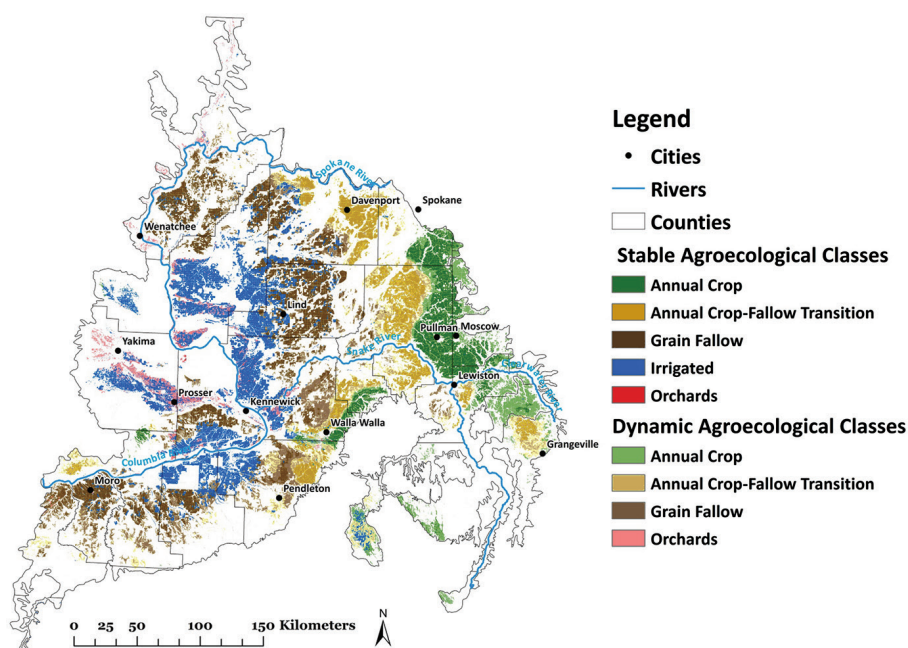 Spokane River
Davenport
Spokane
Wenatchee
Lind
Pullman
Moscow
Yakima
Snake River
Lewiston
Prosser
Kennewick
Walla Walla
Grangeville
Columbia
Moro
Pendleton
0 25 50 100 150 Kilometers
N
Legend
Cities
Rivers
Counties
Stable Agroecological Classes
Annual Crop
Annual Crop-Fallow Transition
Grain Fallow
Irrigated
Orchards
Dynamic Agroecological Classes
Annual Crop
Annual Crop-Fallow Transition
Grain Fallow
Orchards